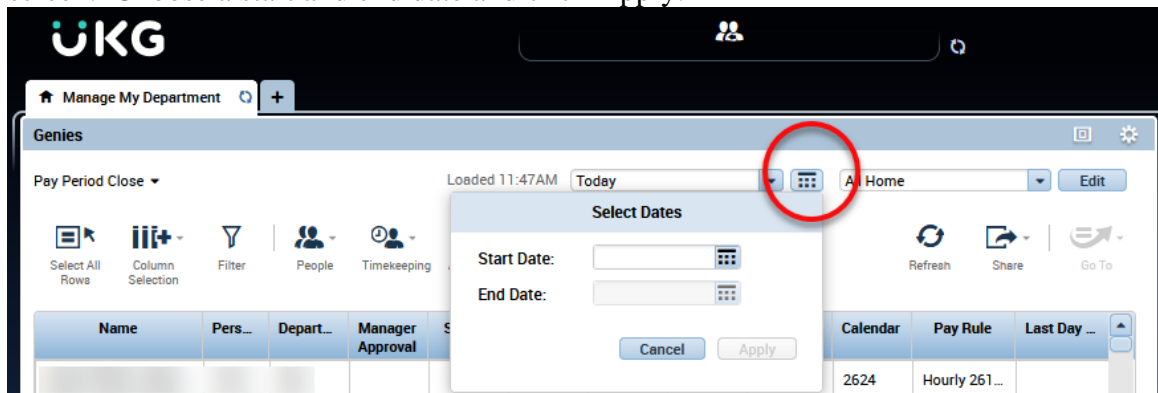 UKG
Manage My Department +
Genies
Pay Period Close Loaded 11:47AM Today All Home Edit
Select Dates
Start Date:
End Date:
Cancel Apply
Select All Rows Column Selection Filter People Timekeeping Refresh Share Go To
Name Pers... Depart... Manager Approval Calendar Pay Rule Last Day ...
2624 Hourly 261...